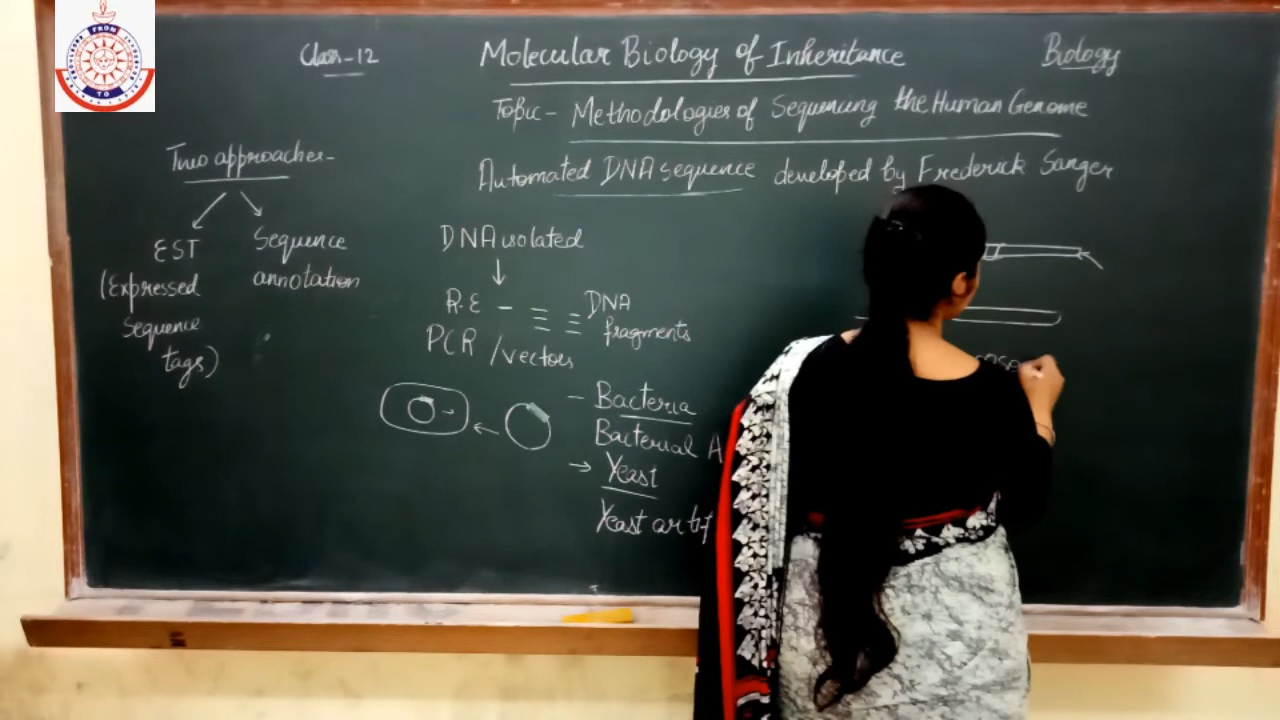 FROM
TO
Class-12
Molecular Biology of Inheritance
Biology
Topic- Methodologies of Sequencing the Human Genome
Automated DNA sequence developed by Frederick Sanger
Two approaches-
EST
(Expressed
Sequence
tags)
Sequence
annotation
DNA isolated
R.E - DNA
fragments
PCR /vectors
- Bacteria
Bacterial A
→ Yeast
Yeast